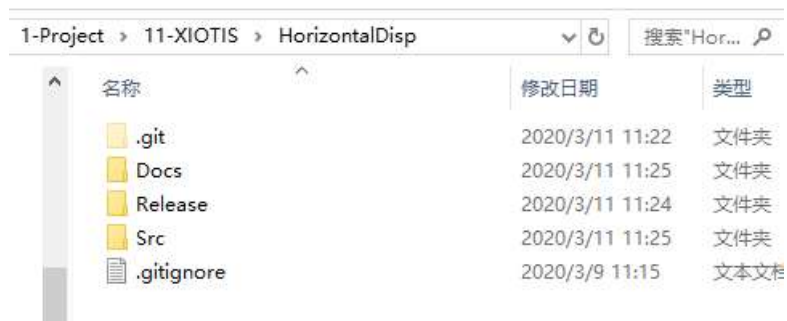 1-Project › 11-XIOTIS › HorizontalDisp 搜索"Hor...
名称 修改日期 类型
.git 2020/3/11 11:22 文件夹
Docs 2020/3/11 11:25 文件夹
Release 2020/3/11 11:24 文件夹
Src 2020/3/11 11:25 文件夹
.gitignore 2020/3/9 11:15 文本文档